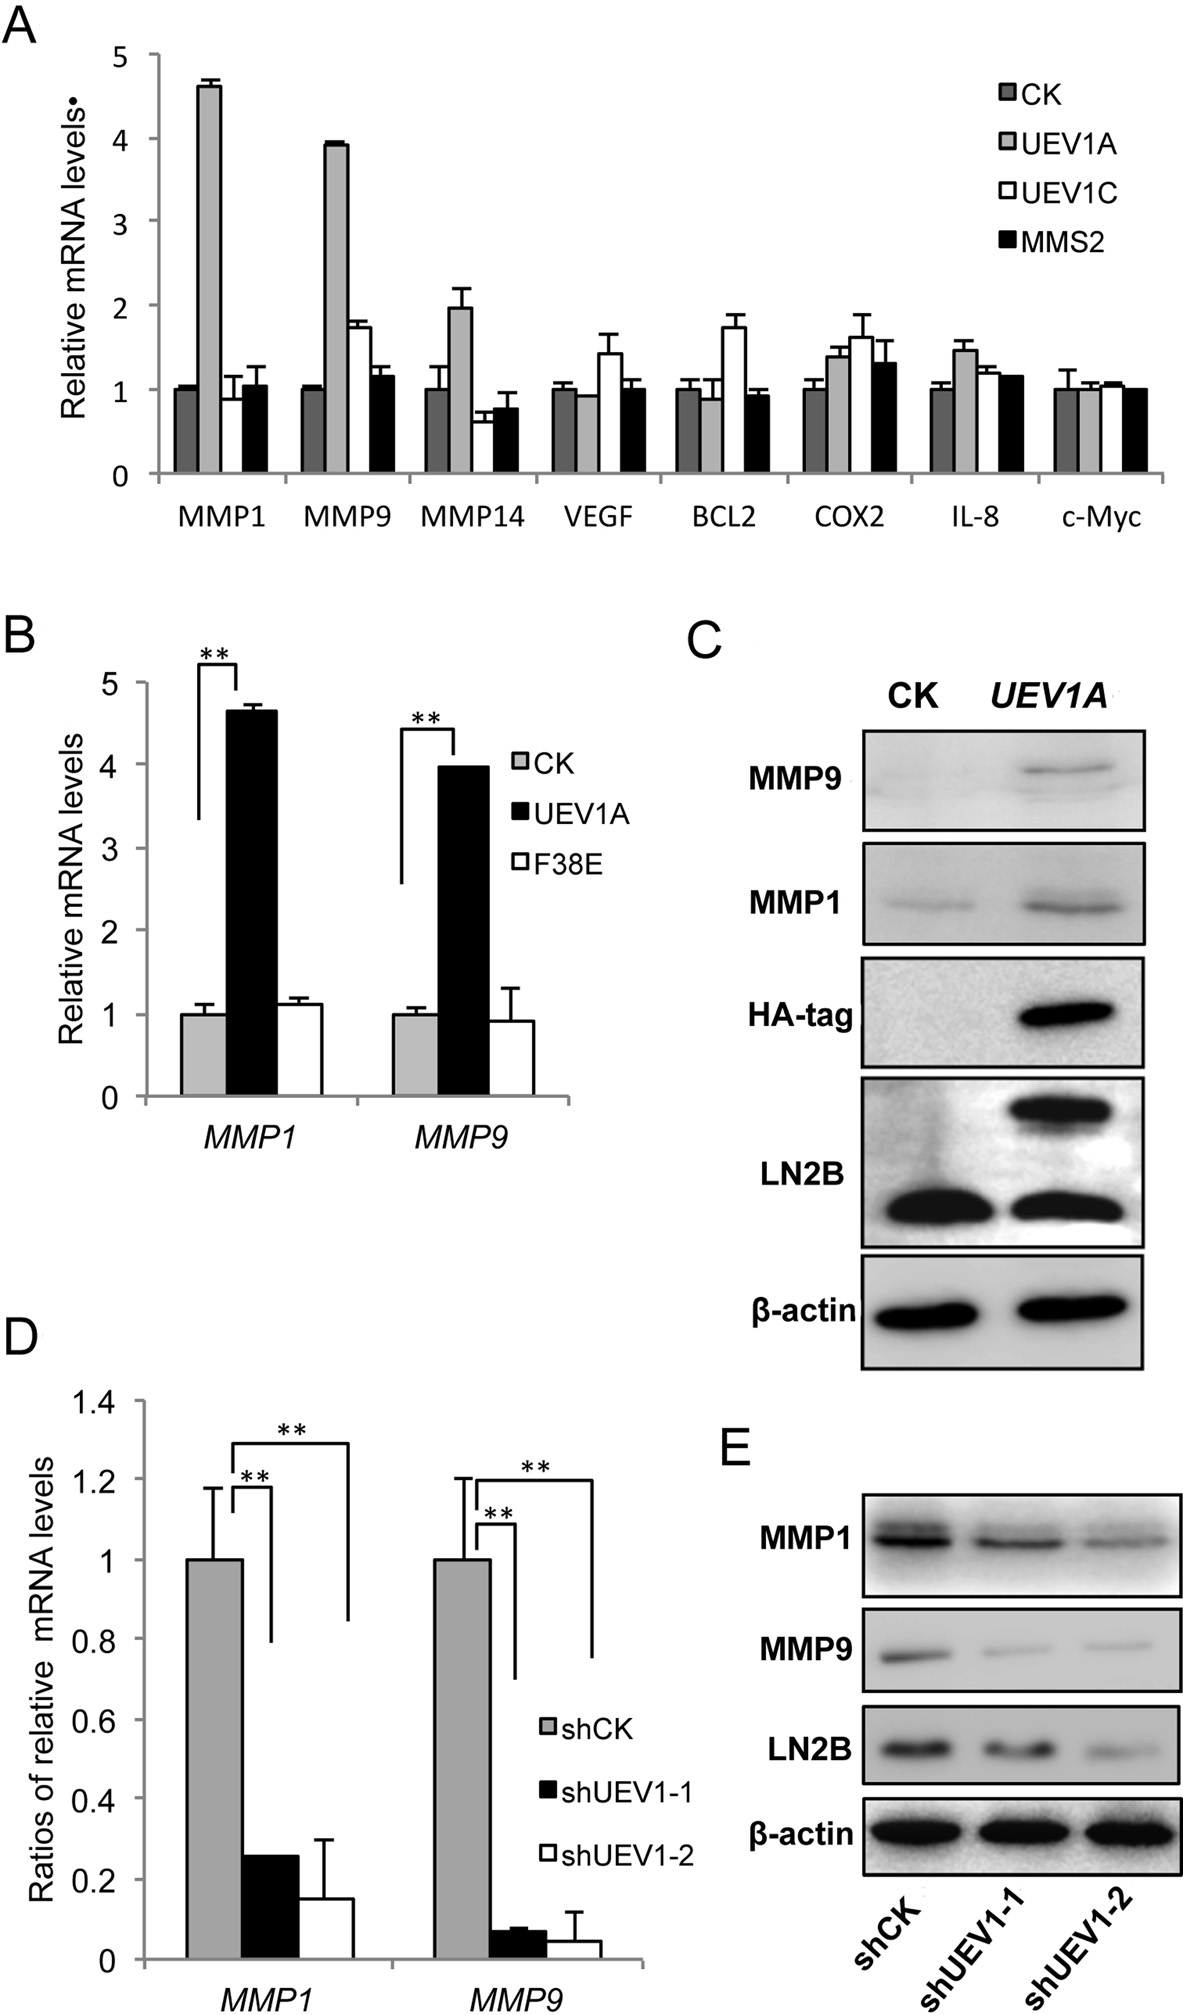 A
Relative mRNA levels•
5
4
3
2
1
0
CK
UEV1A
UEV1C
MMS2
MMP1 MMP9 MMP14 VEGF BCL2 COX2 IL-8 c-Myc
B
Relative mRNA levels
5
4
3
2
1
0
**
**
CK
UEV1A
F38E
MMP1 MMP9
C
CK UEV1A
MMP9
MMP1
HA-tag
LN2B
β-actin
D
Ratios of relative mRNA levels
1.4
1.2
1
0.8
0.6
0.4
0.2
0
**
**
**
**
shCK
shUEV1-1
shUEV1-2
MMP1 MMP9
E
MMP1
MMP9
LN2B
β-actin
shCK
shUEV1-1
shUEV1-2